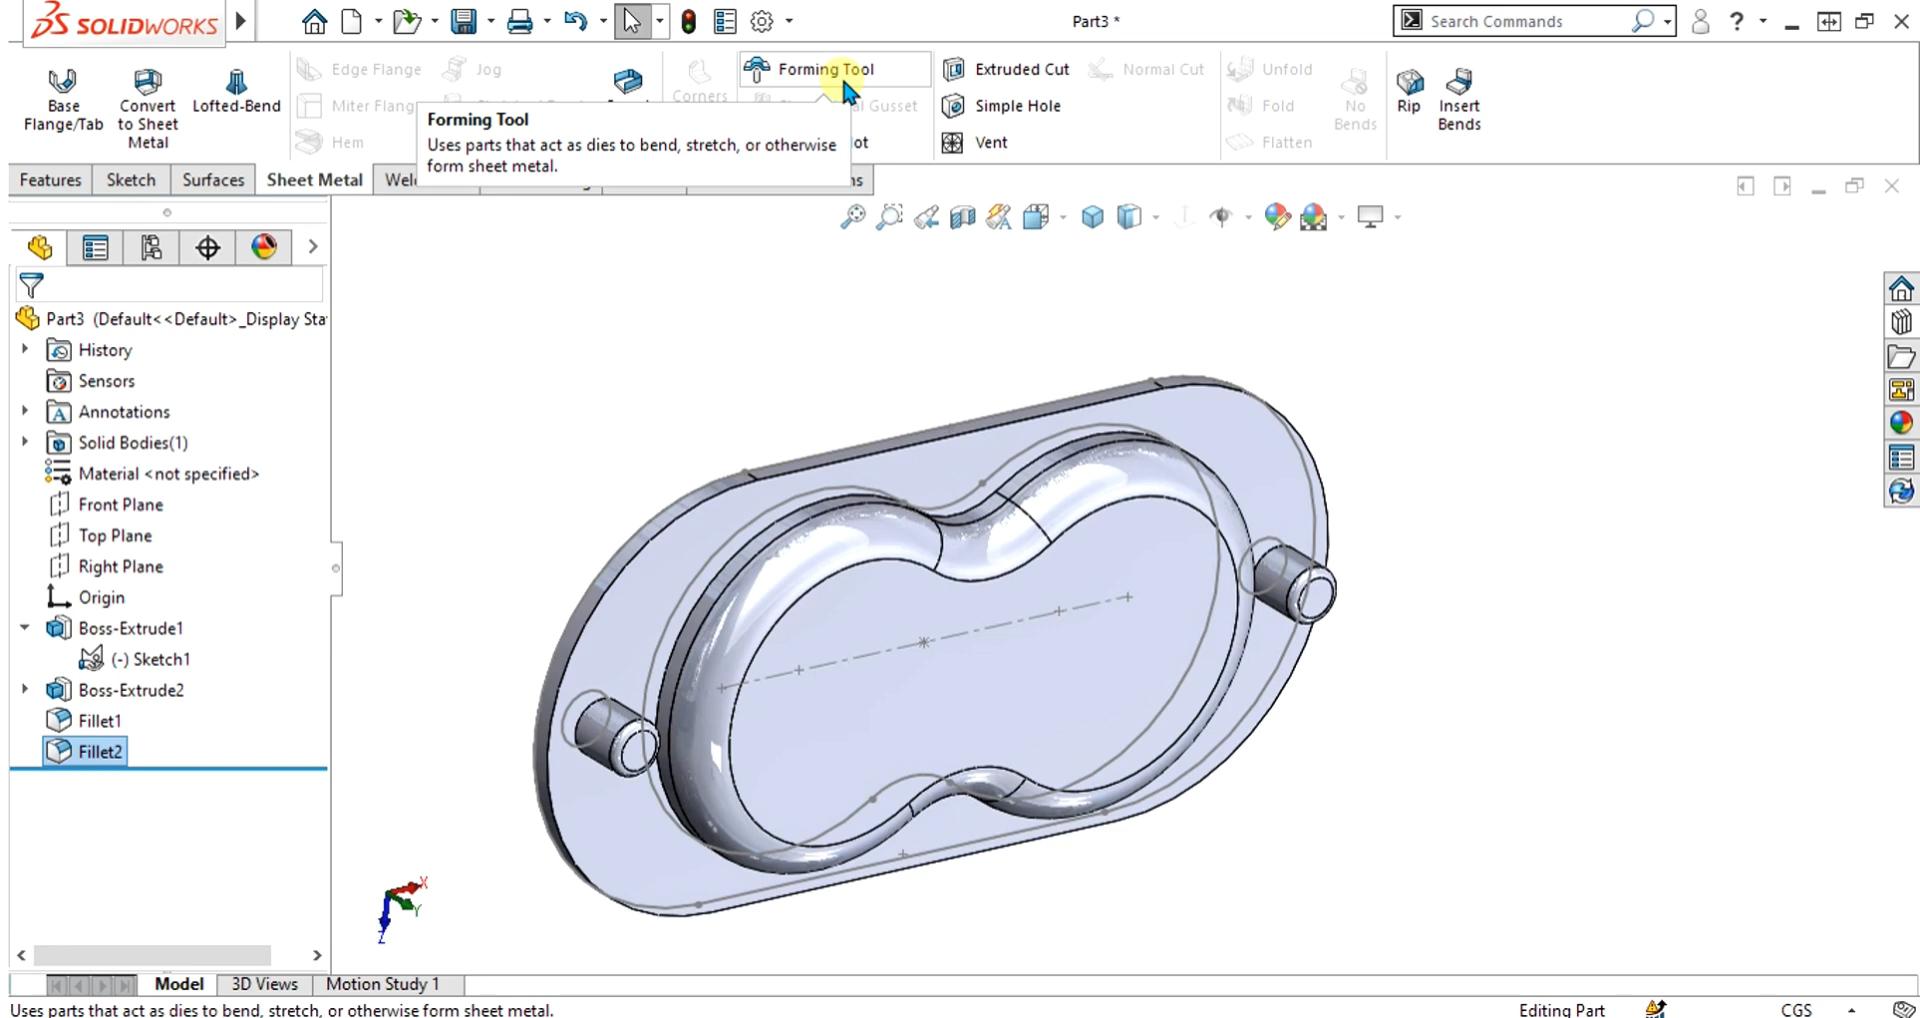 SOLIDWORKS
Part3 *
Search Commands
?
Base Flange/Tab
Convert to Sheet Metal
Lofted-Bend
Edge Flange
Miter Flang
Hem
Jog
Corners
Forming Tool
al Gusset
ot
Extruded Cut
Simple Hole
Vent
Normal Cut
Unfold
Fold
Flatten
No Bends
Rip
Insert Bends
Forming Tool
Uses parts that act as dies to bend, stretch, or otherwise
form sheet metal.
Features
Sketch
Surfaces
Sheet Metal
Wel
Part3 (Default<<Default>_Display Sta
History
Sensors
Annotations
Solid Bodies(1)
Material <not specified>
Front Plane
Top Plane
Right Plane
Origin
Boss-Extrude1
(-) Sketch1
Boss-Extrude2
Fillet1
Fillet2
X
Y
Z
Model
3D Views
Motion Study 1
Uses parts that act as dies to bend, stretch, or otherwise form sheet metal.
Editing Part
CGS